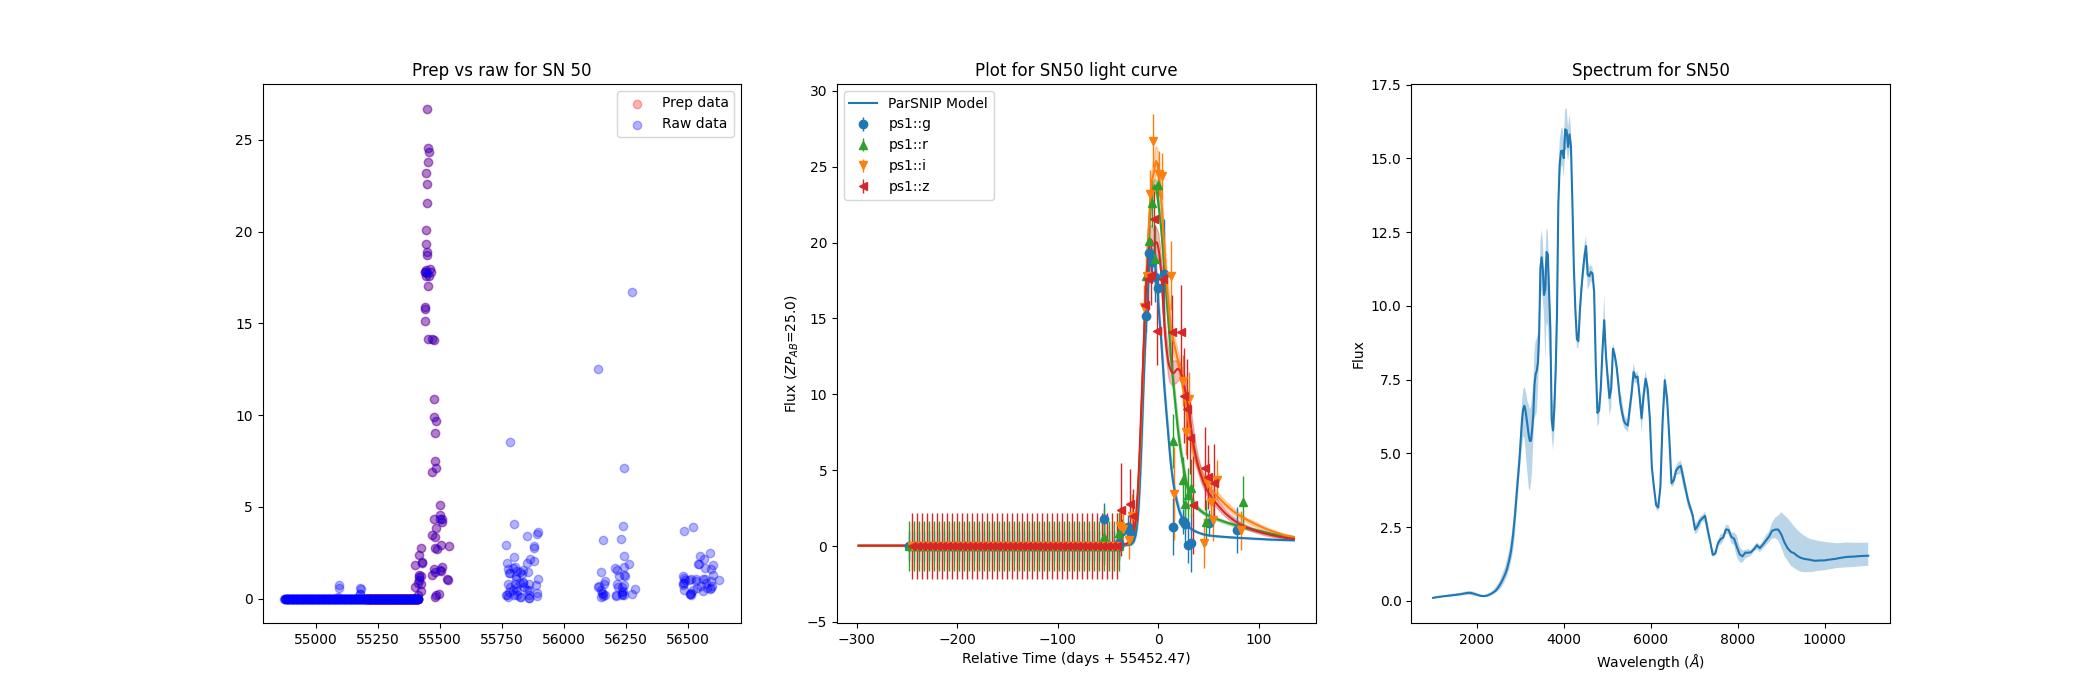 Prep vs raw for SN 50
Prep data
Raw data
25
20
15
10
5
0
55000 55250 55500 55750 56000 56250 56500
Plot for SN50 light curve
ParSNIP Model
ps1::g
ps1::r
ps1::i
ps1::z
Flux (ZP_AB=25.0)
30
25
20
15
10
5
0
−5
−300 −200 −100 0 100
Relative Time (days + 55452.47)
Spectrum for SN50
Flux
17.5
15.0
12.5
10.0
7.5
5.0
2.5
0.0
2000 4000 6000 8000 10000
Wavelength (Å)